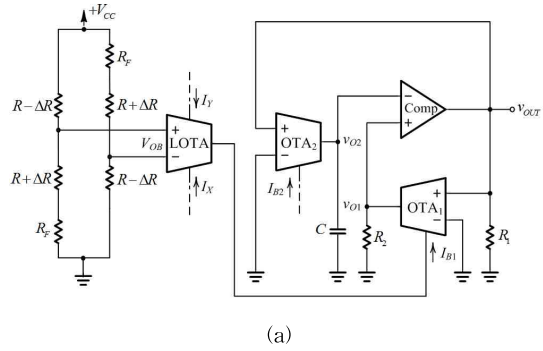 +V_CC
R_F
R−ΔR
R+ΔR
I_Y
+
LOTA
−
V_OB
R+ΔR
R−ΔR
I_X
R_F
+
OTA_2
−
I_B2
v_O2
−
Comp
+
v_OUT
v_O1
C
R_2
OTA_1
+
−
I_B1
R_1
(a)